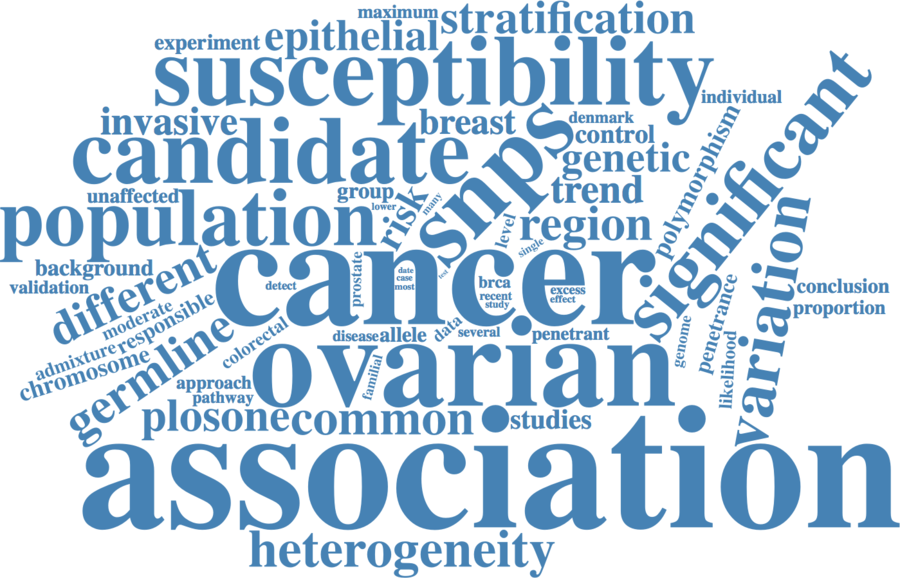 maximum
stratification
experiment
epithelial
susceptibility
individual
invasive
breast
denmark
control
candidate
snps
genetic
polymorphism
significant
unaffected
group
lower
risk
many
trend
population
level
single
region
background
validation
different
cancer
detect
prostate
date
case
most
test
brca
recent
study
excess
effect
variation
conclusion
proportion
moderate
responsible
admixture
chromosome
germline
colorectal
disease
allele
data
several
penetrant
genome
penetrance
likelihood
ovarian
familial
approach
pathway
plosone
common
studies
association
heterogeneity